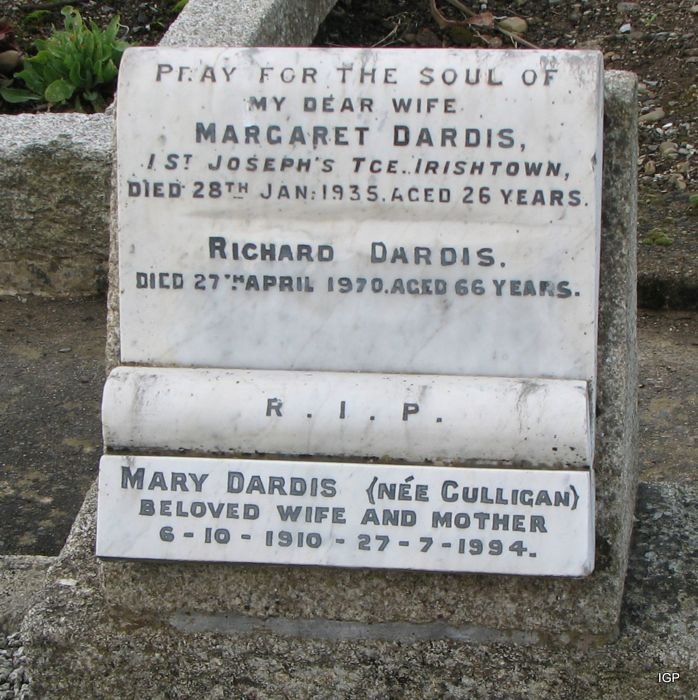 PRAY FOR THE SOUL OF
MY DEAR WIFE
MARGARET DARDIS,
1 ST JOSEPH'S TCE. IRISHTOWN,
DIED 28TH JAN: 1935. AGED 26 YEARS.
RICHARD DARDIS.
DIED 27TH APRIL 1970. AGED 66 YEARS.
R. I. P.
MARY DARDIS (NÉE CULLIGAN)
BELOVED WIFE AND MOTHER
6-10-1910-27-7-1994.
IGP